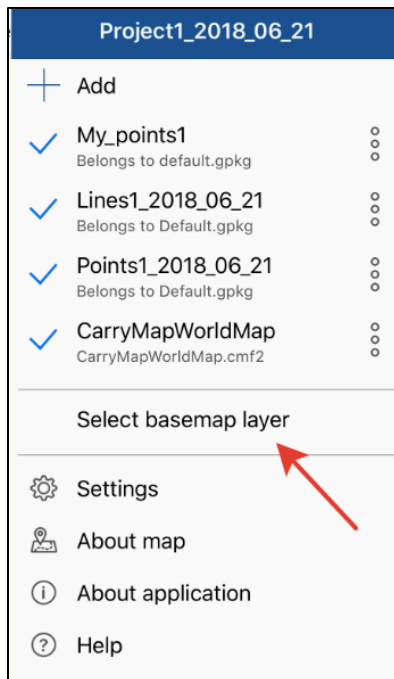 Project1_2018_06_21
Add
My_points1
Belongs to default.gpkg
Lines1_2018_06_21
Belongs to Default.gpkg
Points1_2018_06_21
Belongs to Default.gpkg
CarryMapWorldMap
CarryMapWorldMap.cmf2
Select basemap layer
Settings
About map
About application
Help